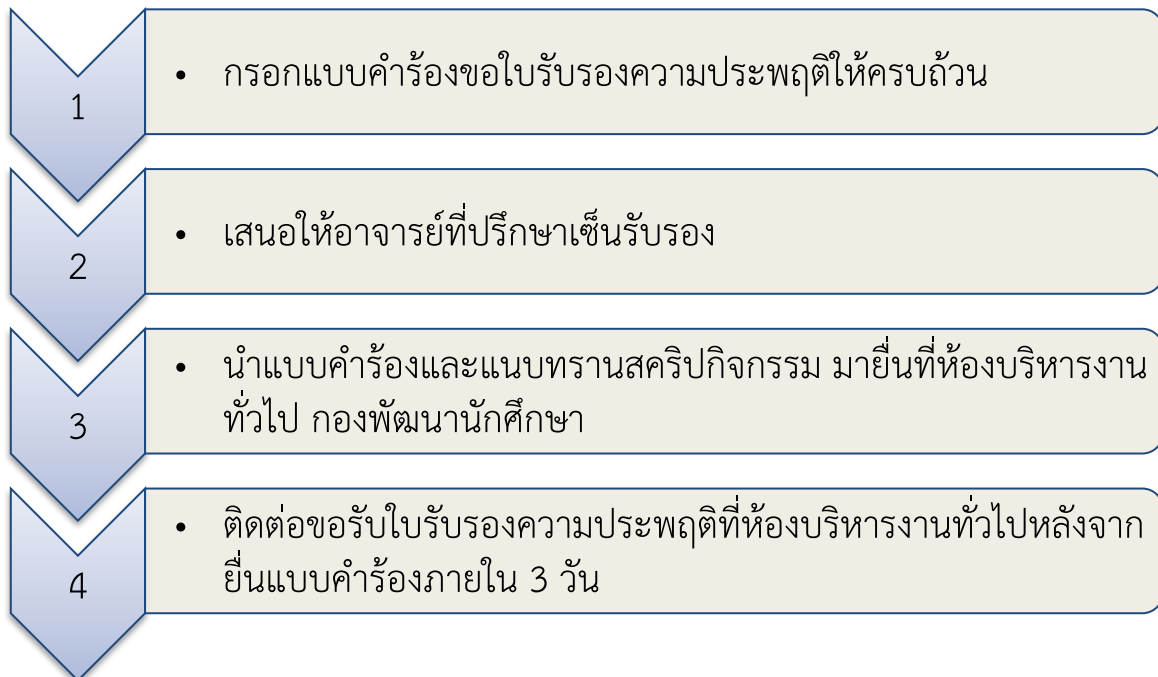 1
• กรอกแบบคำร้องขอใบรับรองความประพฤติให้ครบถ้วน
2
• เสนอให้อาจารย์ที่ปรึกษาเซ็นรับรอง
3
• นำแบบคำร้องและแนบทรานสคริปกิจกรรม มายื่นที่ห้องบริหารงาน
ทั่วไป กองพัฒนานักศึกษา
4
• ติดต่อขอรับใบรับรองความประพฤติที่ห้องบริหารงานทั่วไปหลังจาก
ยื่นแบบคำร้องภายใน 3 วัน